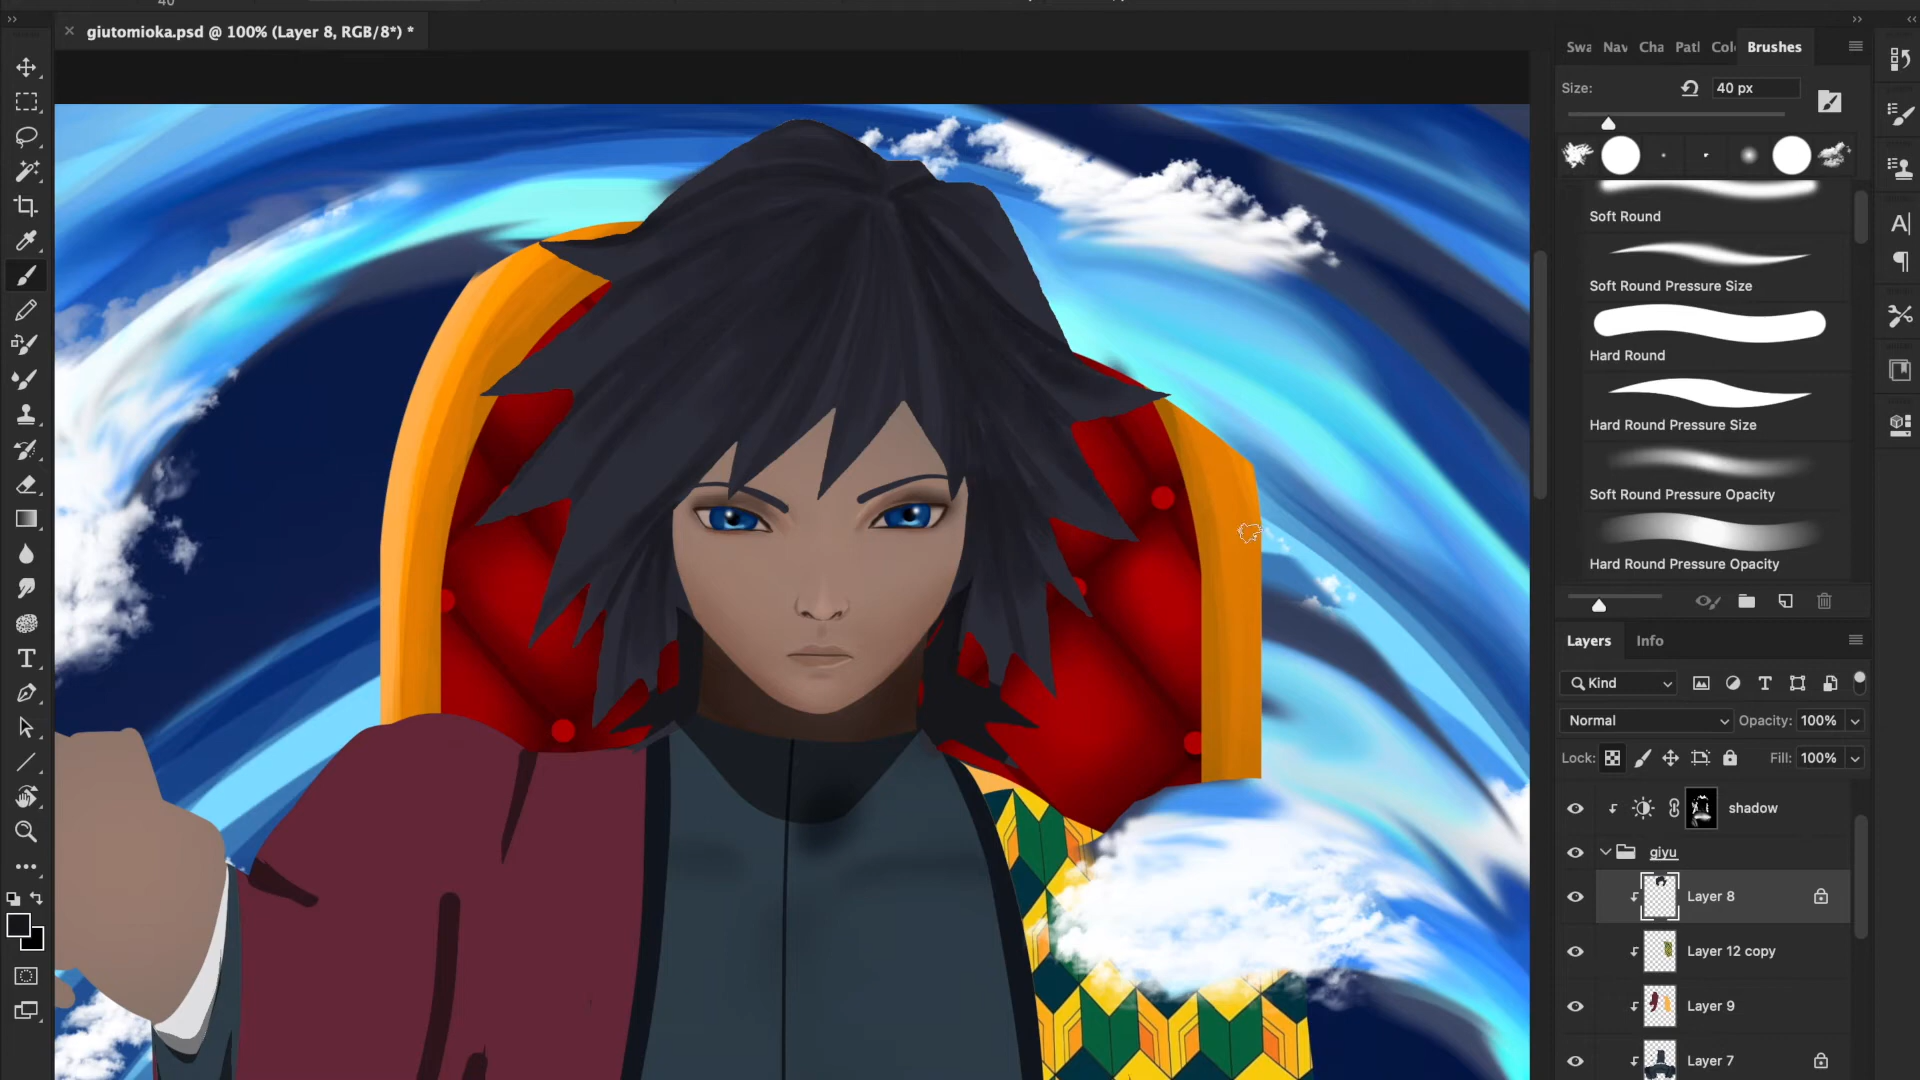 giutomioka.psd @ 100% (Layer 8, RGB/8*) *
Swa Nav Cha Patl Colo Brushes
Size: 40 px
Soft Round
Soft Round Pressure Size
Hard Round
Hard Round Pressure Size
Soft Round Pressure Opacity
Hard Round Pressure Opacity
Layers Info
Kind
Normal Opacity: 100%
Lock: Fill: 100%
shadow
giyu
Layer 8
Layer 12 copy
Layer 9
Layer 7